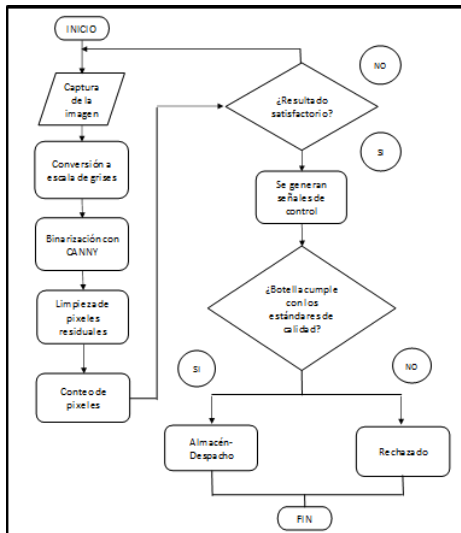 INICIO
Captura
de la
imagen
Conversión a
escala de grises
Binarización con
CANNY
Limpieza de
pixeles
residuales
Conteo de
pixeles
¿Resultado
satisfactorio?
NO
SI
Se generan
señales de
control
¿Botella cumple
con los
estándares de
calidad?
SI
NO
Almacén-
Despacho
Rechazado
FIN